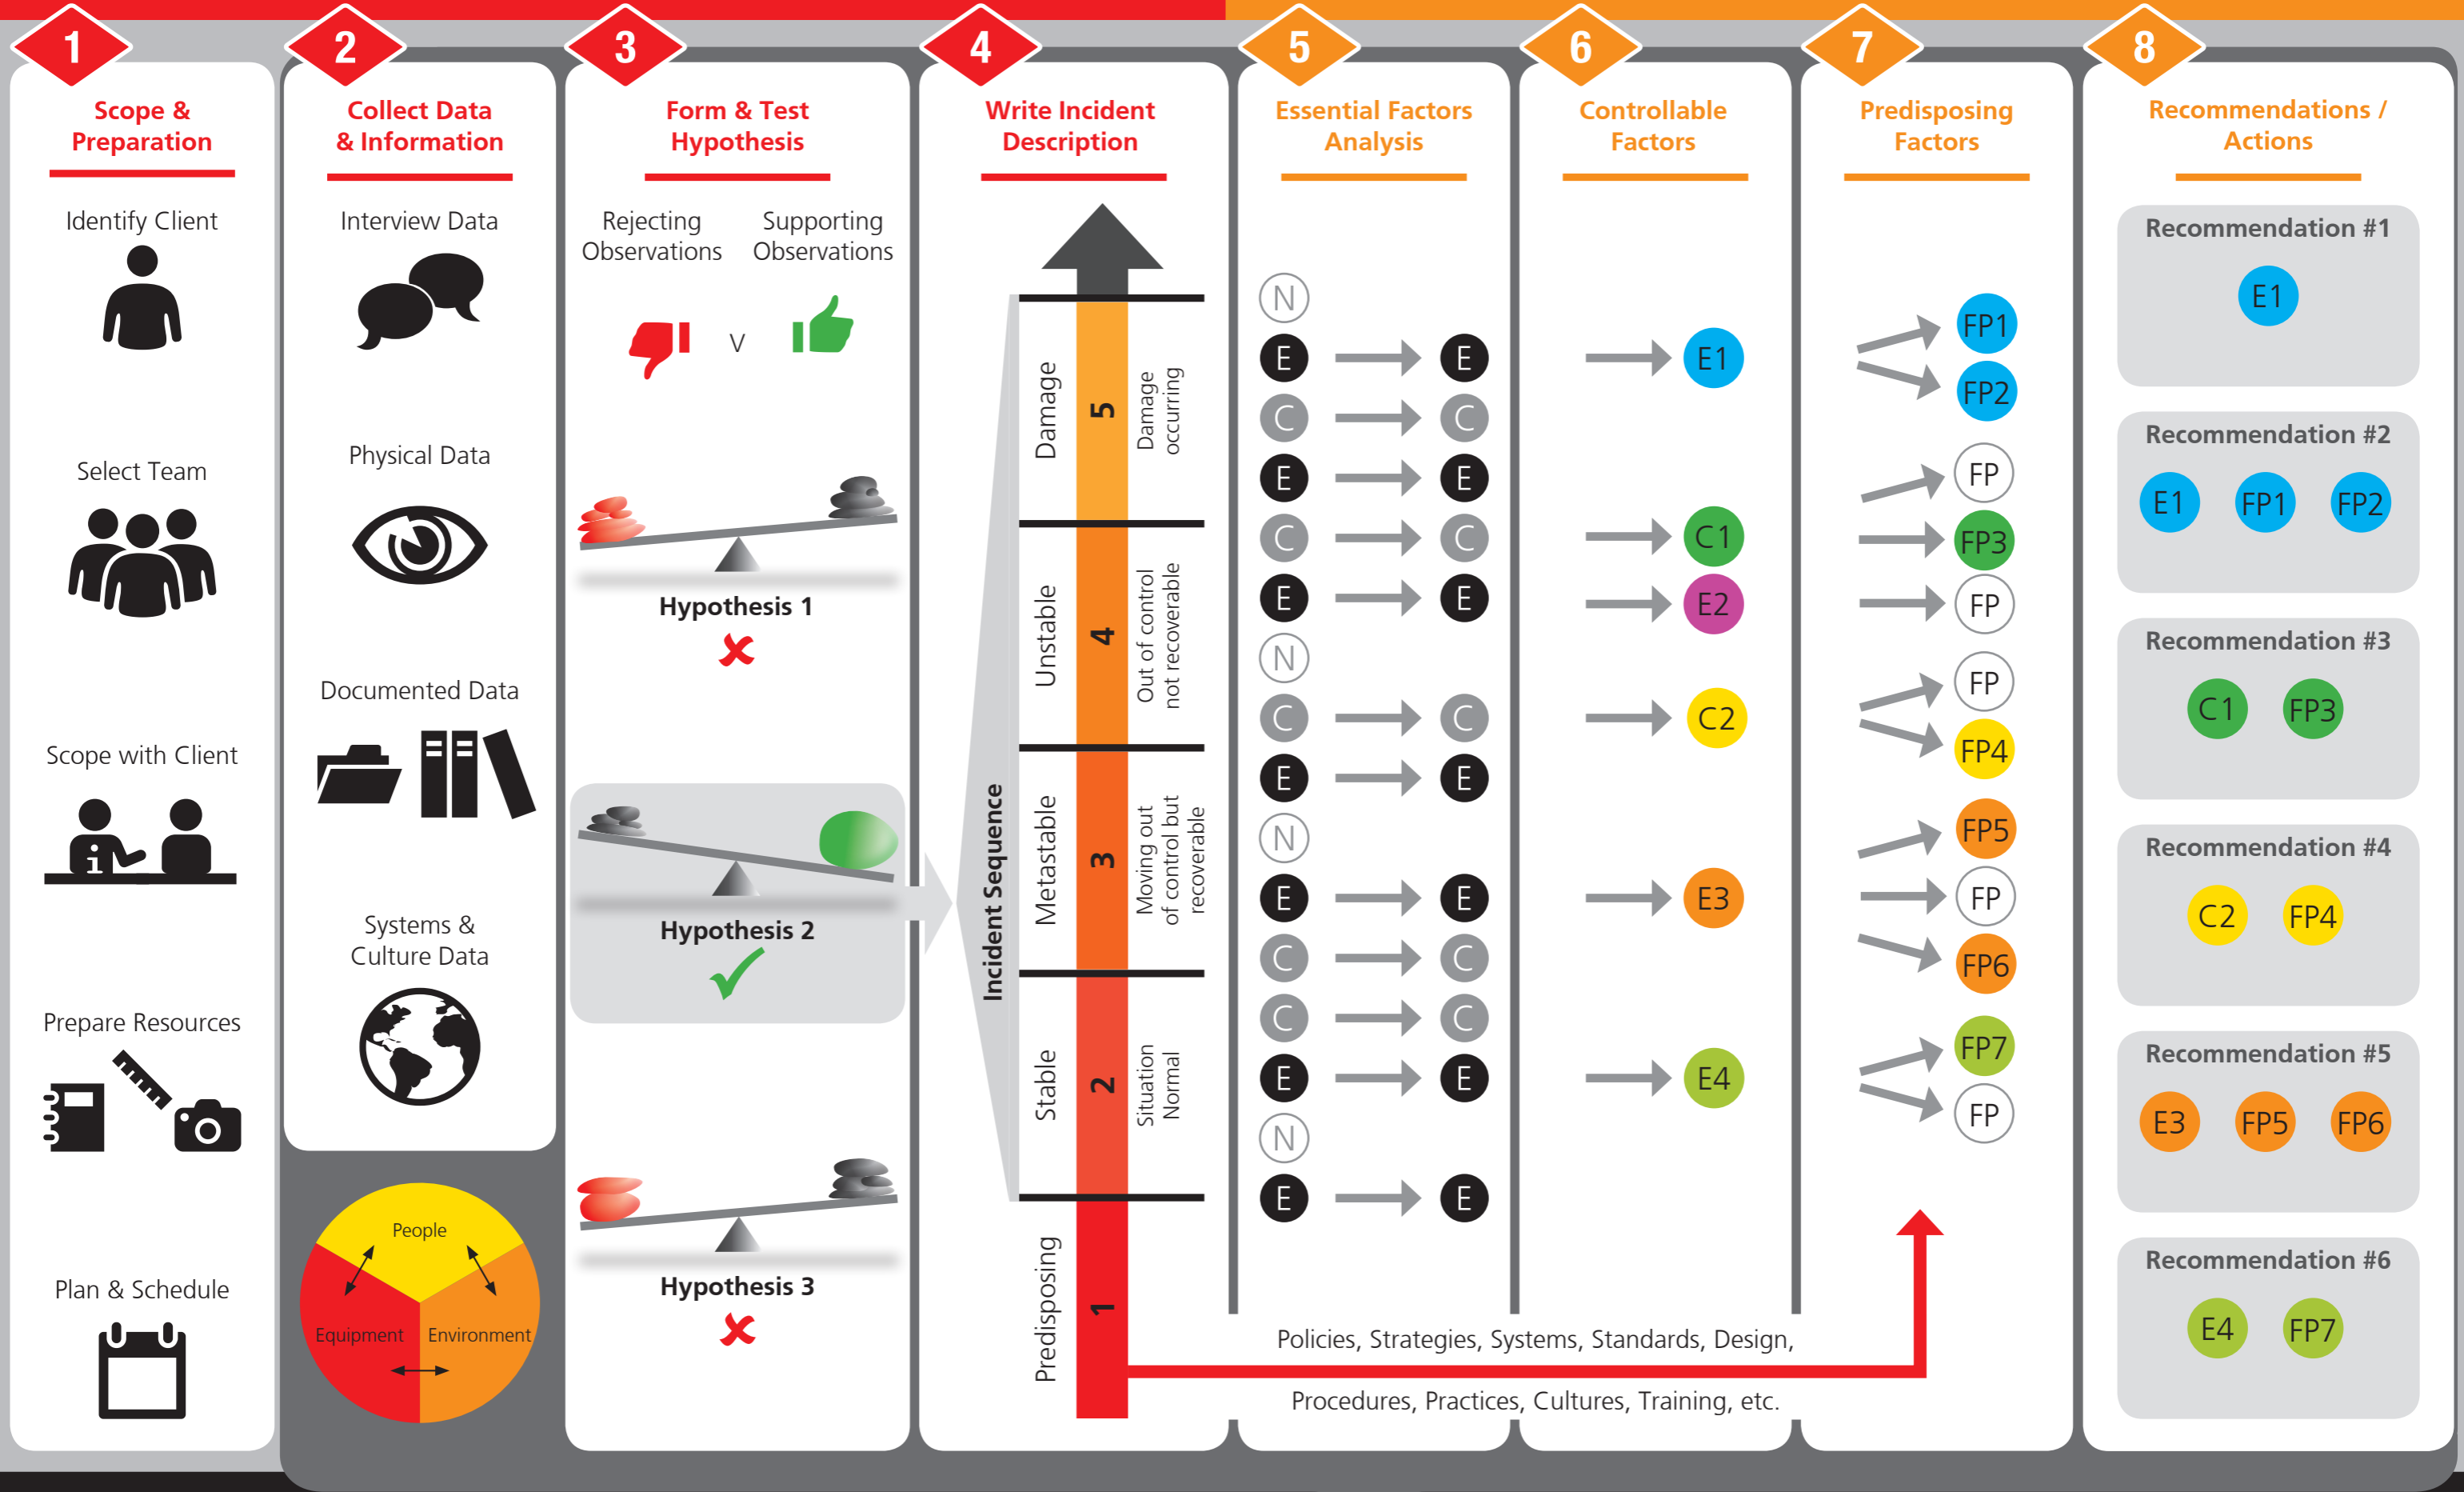 1
Scope &
Preparation
Identify Client
Select Team
Scope with Client
i
Prepare Resources
Plan & Schedule
2
Collect Data
& Information
Interview Data
Physical Data
Documented Data
Systems &
Culture Data
People
Equipment
Environment
3
Form & Test
Hypothesis
Rejecting
Observations
Supporting
Observations
V
Hypothesis 1
Hypothesis 2
Hypothesis 3
4
Write Incident
Description
Incident Sequence
Damage
5
Damage
occurring
Unstable
4
Out of control
not recoverable
Metastable
3
Moving out
of control but
recoverable
Stable
2
Situation
Normal
Predisposing
1
5
Essential Factors
Analysis
N
E E
C C
E E
C C
E E
N
C C
E E
N
E E
C C
C C
E E
N
E E
Policies, Strategies, Systems, Standards, Design,
Procedures, Practices, Cultures, Training, etc.
6
Controllable
Factors
E1
C1
E2
C2
E3
E4
7
Predisposing
Factors
FP1
FP2
FP
FP3
FP
FP
FP4
FP5
FP
FP6
FP7
FP
8
Recommendations /
Actions
Recommendation #1
E1
Recommendation #2
E1 FP1 FP2
Recommendation #3
C1 FP3
Recommendation #4
C2 FP4
Recommendation #5
E3 FP5 FP6
Recommendation #6
E4 FP7